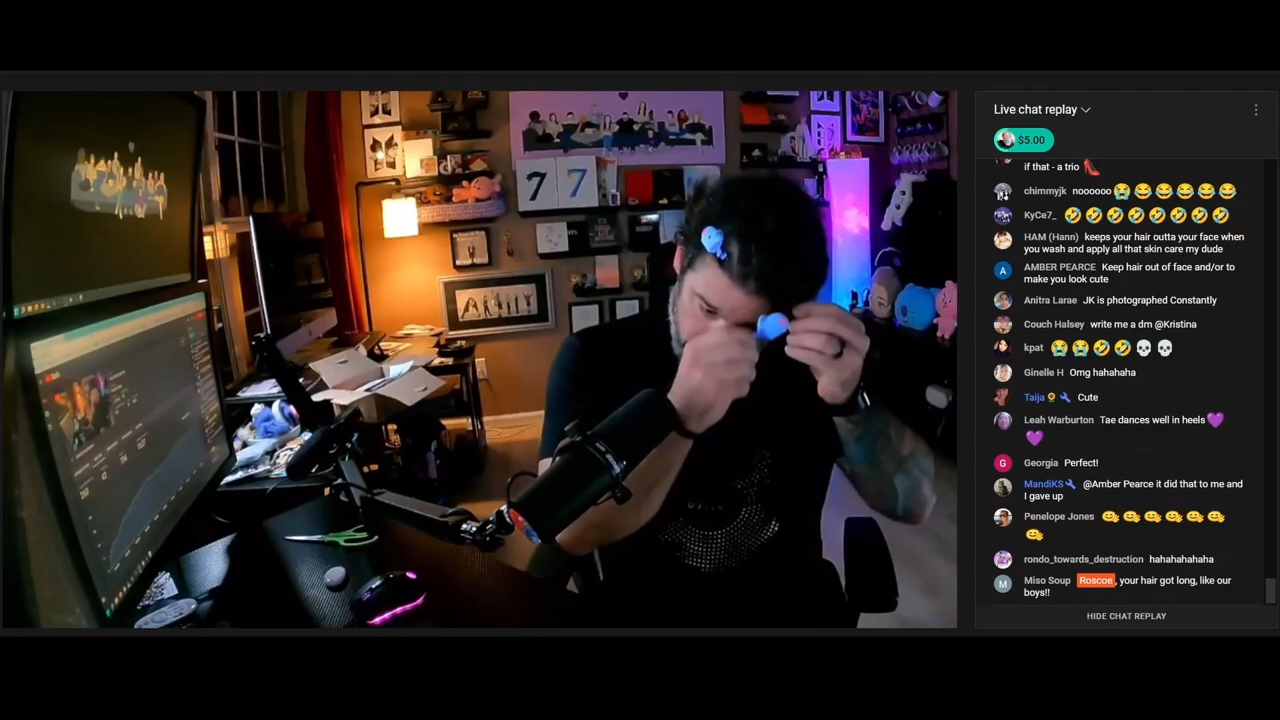 Live chat replay
$5.00
if that - a trio 👠
chimmyjk noooooo😭😂😂😂😂😂
KyCe7_ 🤣🤣🤣🤣🤣🤣🤣🤣
HAM (Hann) keeps your hair outta your face when
you wash and apply all that skin care my dude
A AMBER PEARCE Keep hair out of face and/or to
make you look cute
Anitra Larae JK is photographed Constantly
Couch Halsey write me a dm @Kristina
kpat 😭😭🤣🤣💀💀
Ginelle H Omg hahahaha
Taija🌻 Cute
Leah Warburton Tae dances well in heels💜
💜
G Georgia Perfect!
MandiKS @Amber Pearce it did that to me and
I gave up
Penelope Jones 🥲🥲🥲🥲🥲🥲
🥲
rondo_towards_destruction hahahahahaha
M Miso Soup Roscoe, your hair got long, like our
boys!!
HIDE CHAT REPLAY
7 7
ARMY